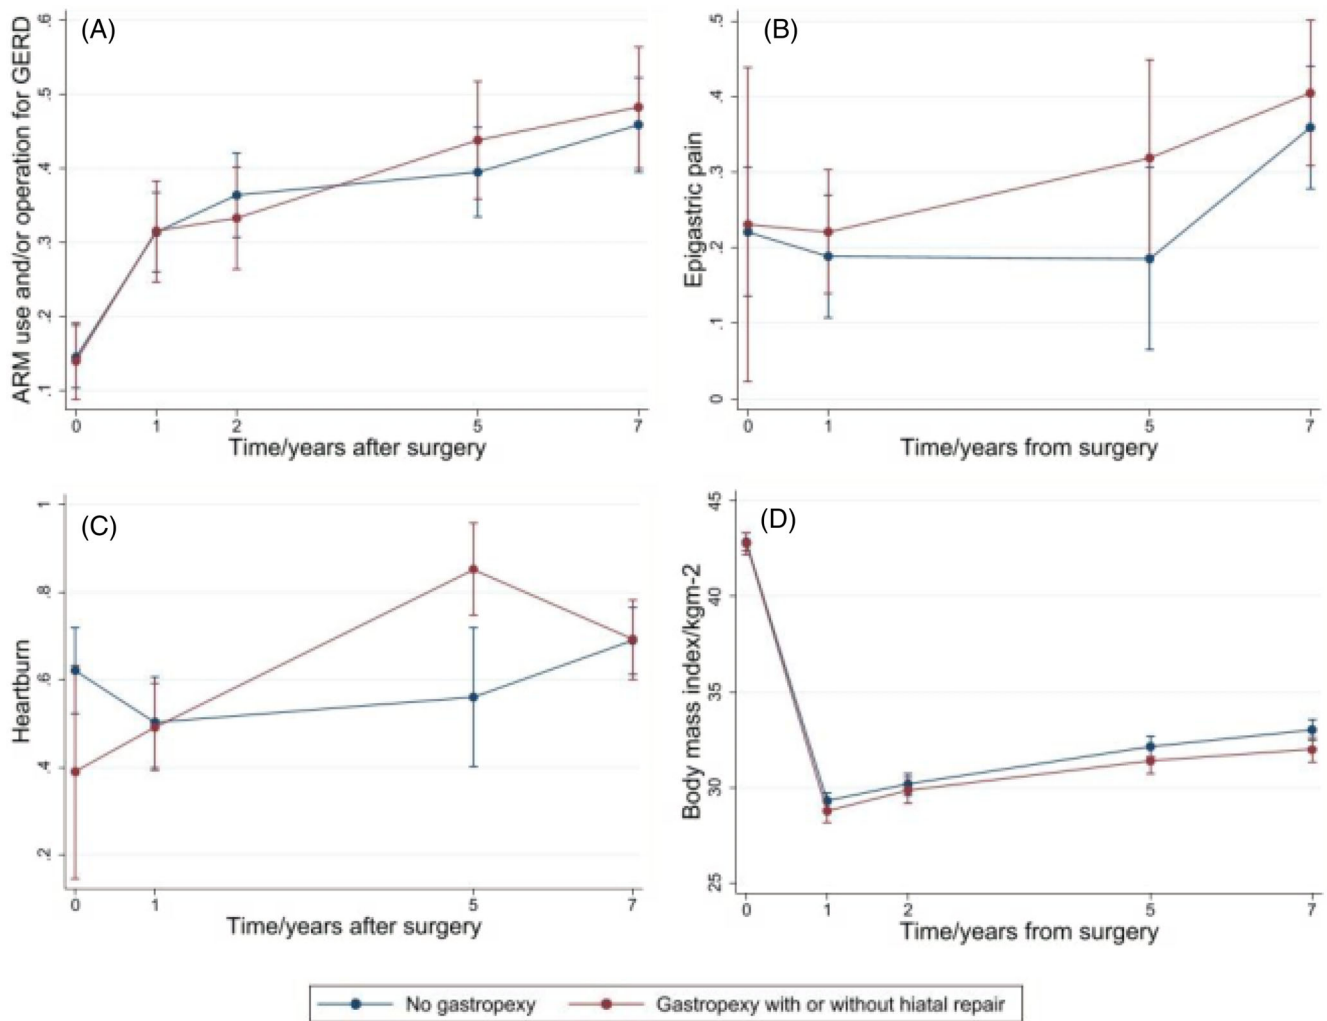 (A)
ARM use and/or operation for GERD
.6
.5
.4
.3
.2
.1
0 1 2 5 7
Time/years after surgery
(B)
Epigastric pain
.5
.4
.3
.2
.1
0
0 1 5 7
Time/years from surgery
(C)
Heartburn
1
.8
.6
.4
.2
0 1 5 7
Time/years after surgery
(D)
Body mass index/kgm-2
45
40
35
30
25
0 1 2 5 7
Time/years from surgery
No gastropexy Gastropexy with or without hiatal repair